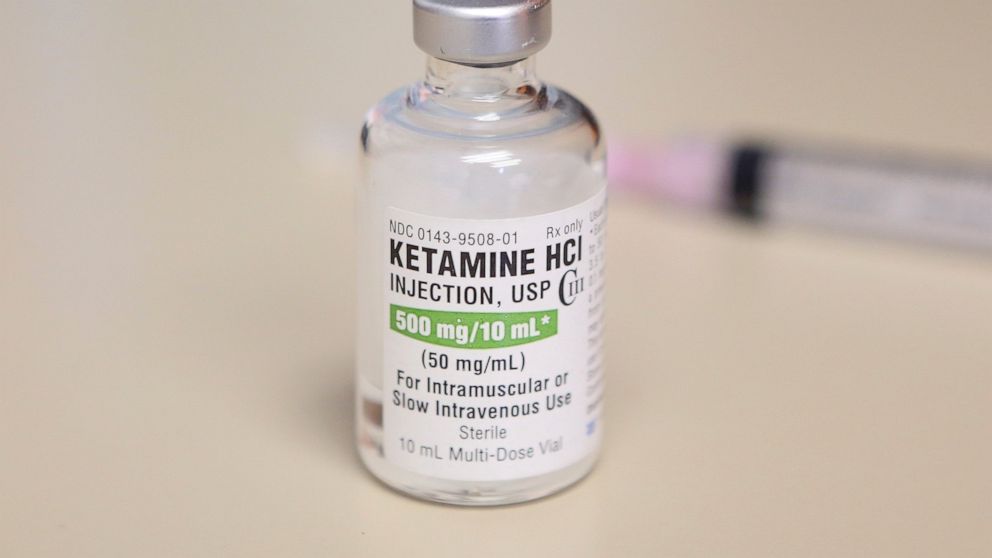 NDC 0143-9508-01 Rx only
KETAMINE HCl
INJECTION, USP CIII
500 mg/10 mL*
(50 mg/mL)
For Intramuscular or
Slow Intravenous Use
Sterile
10 mL Multi-Dose Vial